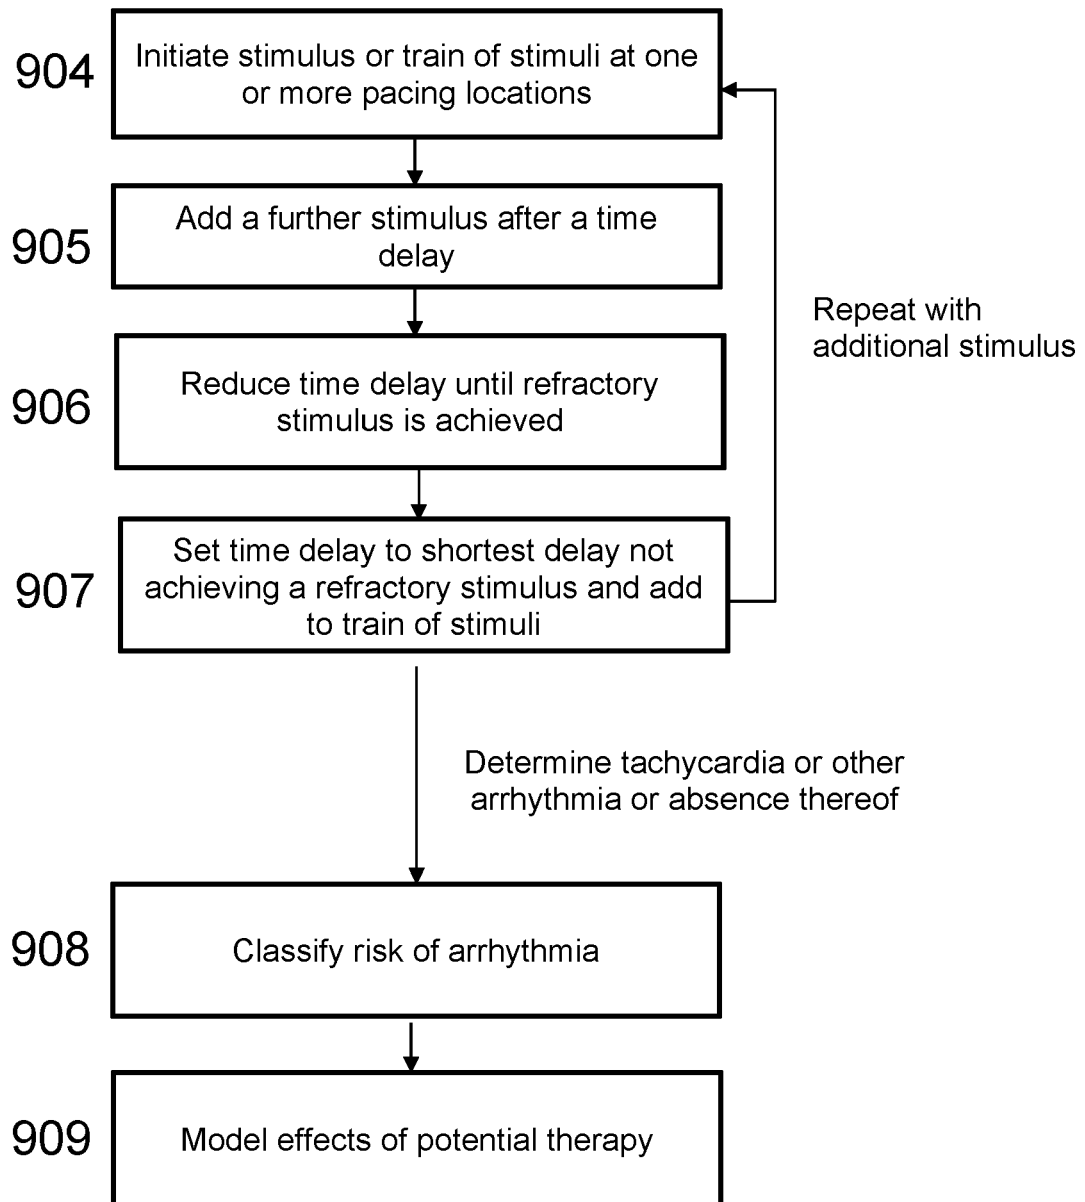 904
Initiate stimulus or train of stimuli at one
or more pacing locations
905
Add a further stimulus after a time
delay
Repeat with
additional stimulus
906
Reduce time delay until refractory
stimulus is achieved
907
Set time delay to shortest delay not
achieving a refractory stimulus and add
to train of stimuli
Determine tachycardia or other
arrhythmia or absence thereof
908
Classify risk of arrhythmia
909
Model effects of potential therapy